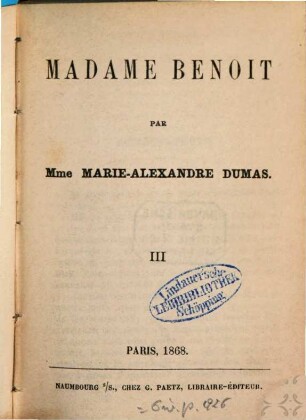 MADAME BENOIT
PAR
Mme MARIE-ALEXANDRE DUMAS.
III
Lindauer'sche
LEIHBIBLIOTHEK
Schöpping
PARIS, 1868.
NAUMBOURG s/S., CHEZ G. PAETZ, LIBRAIRE-ÉDITEUR.